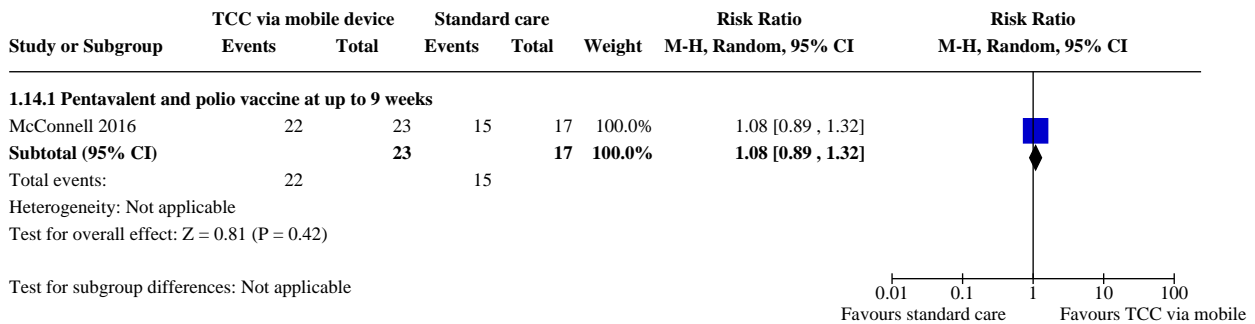 TCC via mobile device Standard care Risk Ratio Risk Ratio
Study or Subgroup Events Total Events Total Weight M-H, Random, 95% CI M-H, Random, 95% CI
1.14.1 Pentavalent and polio vaccine at up to 9 weeks
McConnell 2016 22 23 15 17 100.0% 1.08 [0.89 , 1.32]
Subtotal (95% CI) 23 17 100.0% 1.08 [0.89 , 1.32]
Total events: 22 15
Heterogeneity: Not applicable
Test for overall effect: Z = 0.81 (P = 0.42)
Test for subgroup differences: Not applicable
0.01 0.1 1 10 100
Favours standard care Favours TCC via mobile